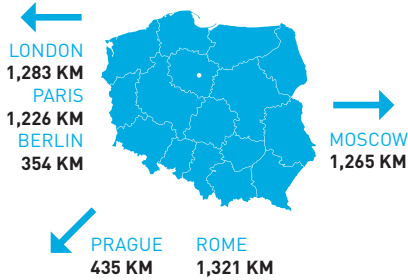 LONDON
1,283 KM
PARIS
1,226 KM
BERLIN
354 KM
MOSCOW
1,265 KM
PRAGUE
435 KM
ROME
1,321 KM